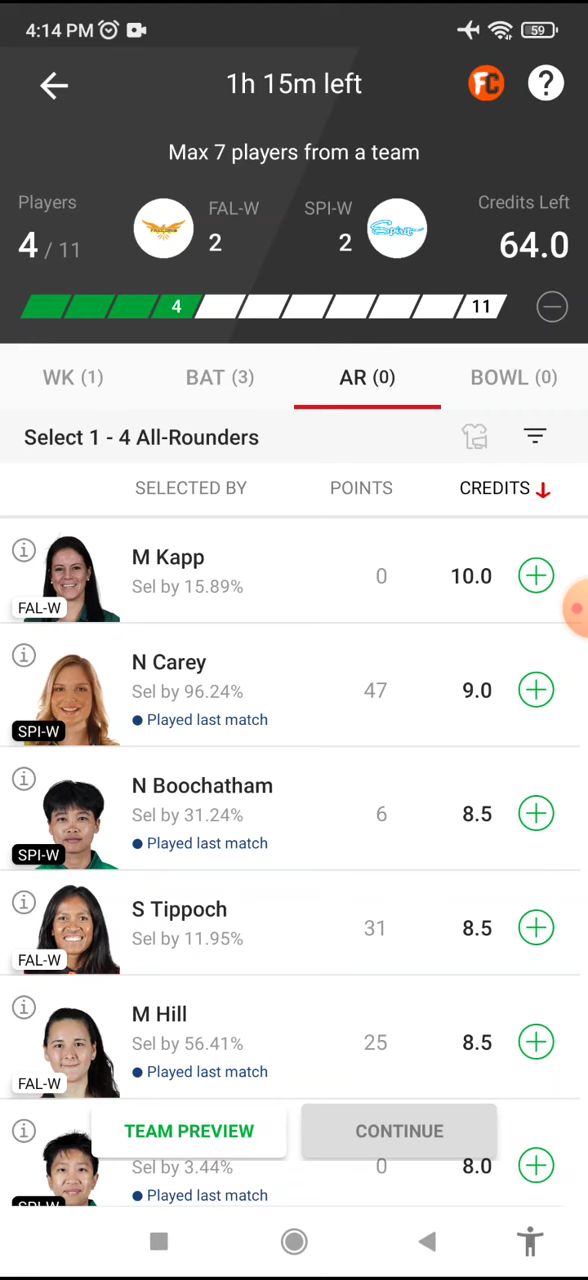 4:14 PM
59
1h 15m left
FC
?
Max 7 players from a team
Players
FAL-W
SPI-W
Credits Left
4 / 11
2
2
64.0
4
11
WK (1)
BAT (3)
AR (0)
BOWL (0)
Select 1 - 4 All-Rounders
SELECTED BY
POINTS
CREDITS
M Kapp
Sel by 15.89%
0
10.0
FAL-W
N Carey
Sel by 96.24%
47
9.0
Played last match
SPI-W
N Boochatham
Sel by 31.24%
6
8.5
Played last match
SPI-W
S Tippoch
Sel by 11.95%
31
8.5
FAL-W
M Hill
Sel by 56.41%
25
8.5
Played last match
FAL-W
TEAM PREVIEW
CONTINUE
Sel by 3.44%
0
8.0
Played last match